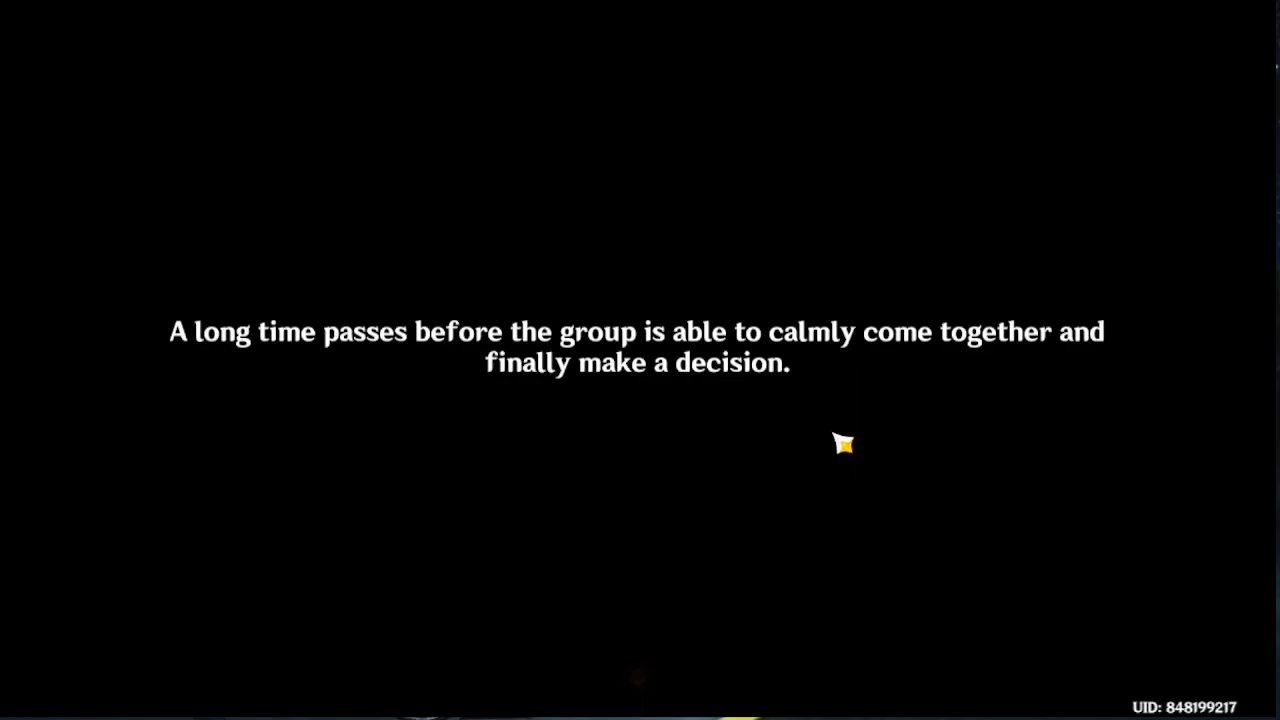 A long time passes before the group is able to calmly come together and
finally make a decision.
UID: 848199217